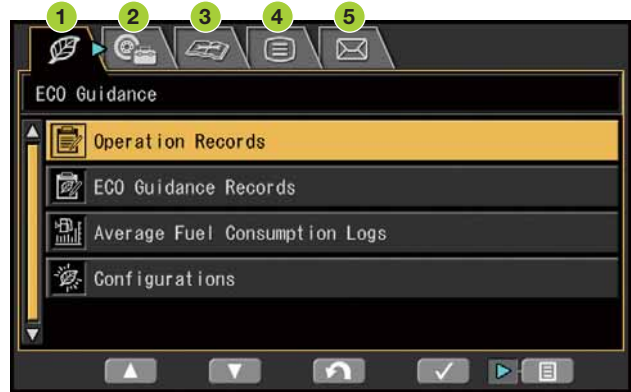 1 2 3 4 5
ECO Guidance
Operation Records
ECO Guidance Records
Average Fuel Consumption Logs
Configurations